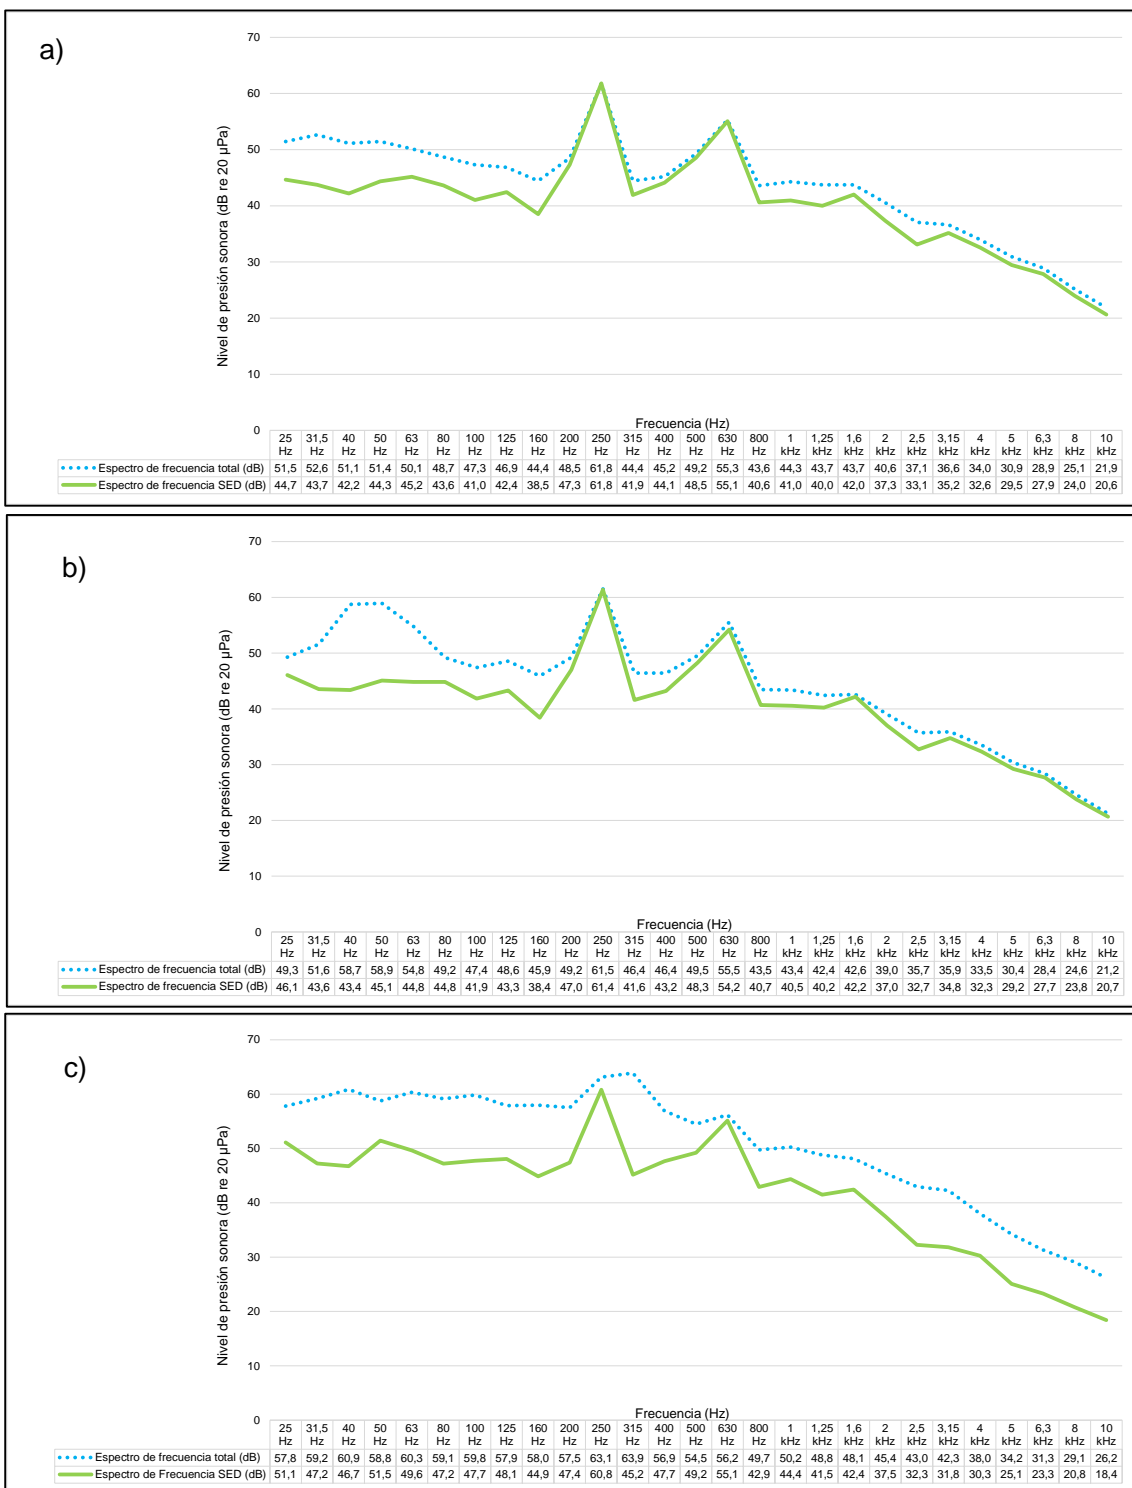 a)
Nivel de presión sonora (dB re 20 µPa)
70
60
50
40
30
20
10
0
Frecuencia (Hz)
25 Hz 31,5 Hz 40 Hz 50 Hz 63 Hz 80 Hz 100 Hz 125 Hz 160 Hz 200 Hz 250 Hz 315 Hz 400 Hz 500 Hz 630 Hz 800 Hz 1 kHz 1,25 kHz 1,6 kHz 2 kHz 2,5 kHz 3,15 kHz 4 kHz 5 kHz 6,3 kHz 8 kHz 10 kHz
Espectro de frecuencia total (dB) 51,5 52,6 51,1 51,4 50,1 48,7 47,3 46,9 44,4 48,5 61,8 44,4 45,2 49,2 55,3 43,6 44,3 43,7 43,7 40,6 37,1 36,6 34,0 30,9 28,9 25,1 21,9
Espectro de frecuencia SED (dB) 44,7 43,7 42,2 44,3 45,2 43,6 41,0 42,4 38,5 47,3 61,8 41,9 44,1 48,5 55,1 40,6 41,0 40,0 42,0 37,3 33,1 35,2 32,6 29,5 27,9 24,0 20,6
b)
Nivel de presión sonora (dB re 20 µPa)
70
60
50
40
30
20
10
0
Frecuencia (Hz)
25 Hz 31,5 Hz 40 Hz 50 Hz 63 Hz 80 Hz 100 Hz 125 Hz 160 Hz 200 Hz 250 Hz 315 Hz 400 Hz 500 Hz 630 Hz 800 Hz 1 kHz 1,25 kHz 1,6 kHz 2 kHz 2,5 kHz 3,15 kHz 4 kHz 5 kHz 6,3 kHz 8 kHz 10 kHz
Espectro de frecuencia total (dB) 49,3 51,6 58,7 58,9 54,8 49,2 47,4 48,6 45,9 49,2 61,5 46,4 46,4 49,5 55,5 43,5 43,4 42,4 42,6 39,0 35,7 35,9 33,5 30,4 28,4 24,6 21,2
Espectro de frecuencia SED (dB) 46,1 43,6 43,4 45,1 44,8 44,8 41,9 43,3 38,4 47,0 61,4 41,6 43,2 48,3 54,2 40,7 40,5 40,2 42,2 37,0 32,7 34,8 32,3 29,2 27,7 23,8 20,7
c)
Nivel de presión sonora (dB re 20 µPa)
70
60
50
40
30
20
10
0
Frecuencia (Hz)
25 Hz 31,5 Hz 40 Hz 50 Hz 63 Hz 80 Hz 100 Hz 125 Hz 160 Hz 200 Hz 250 Hz 315 Hz 400 Hz 500 Hz 630 Hz 800 Hz 1 kHz 1,25 kHz 1,6 kHz 2 kHz 2,5 kHz 3,15 kHz 4 kHz 5 kHz 6,3 kHz 8 kHz 10 kHz
Espectro de frecuencia total (dB) 57,8 59,2 60,9 58,8 60,3 59,1 59,8 57,9 58,0 57,5 63,1 63,9 56,9 54,5 56,2 49,7 50,2 48,8 48,1 45,4 43,0 42,3 38,0 34,2 31,3 29,1 26,2
Espectro de Frecuencia SED (dB) 51,1 47,2 46,7 51,5 49,6 47,2 47,7 48,1 44,9 47,4 60,8 45,2 47,7 49,2 55,1 42,9 44,4 41,5 42,4 37,5 32,3 31,8 30,3 25,1 23,3 20,8 18,4